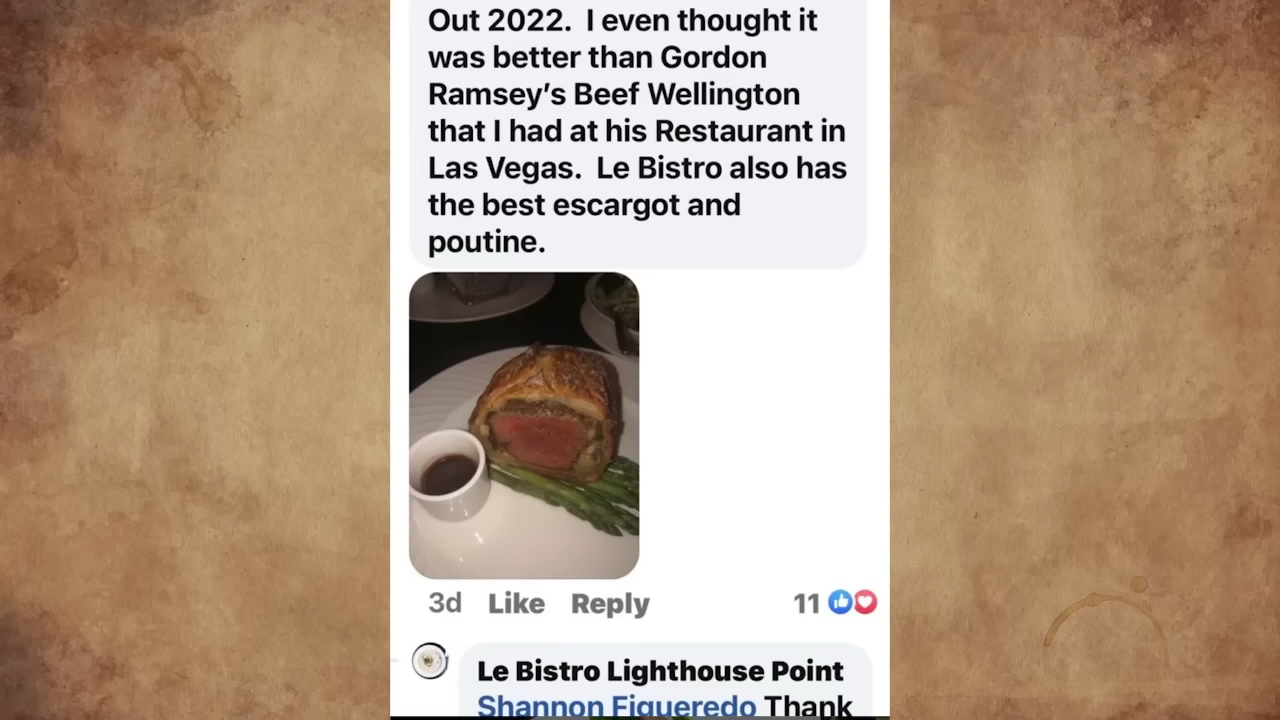 Out 2022.  I even thought it
was better than Gordon
Ramsey’s Beef Wellington
that I had at his Restaurant in
Las Vegas.  Le Bistro also has
the best escargot and
poutine.
3d Like Reply 11
Le Bistro Lighthouse Point
Shannon Figueredo Thank